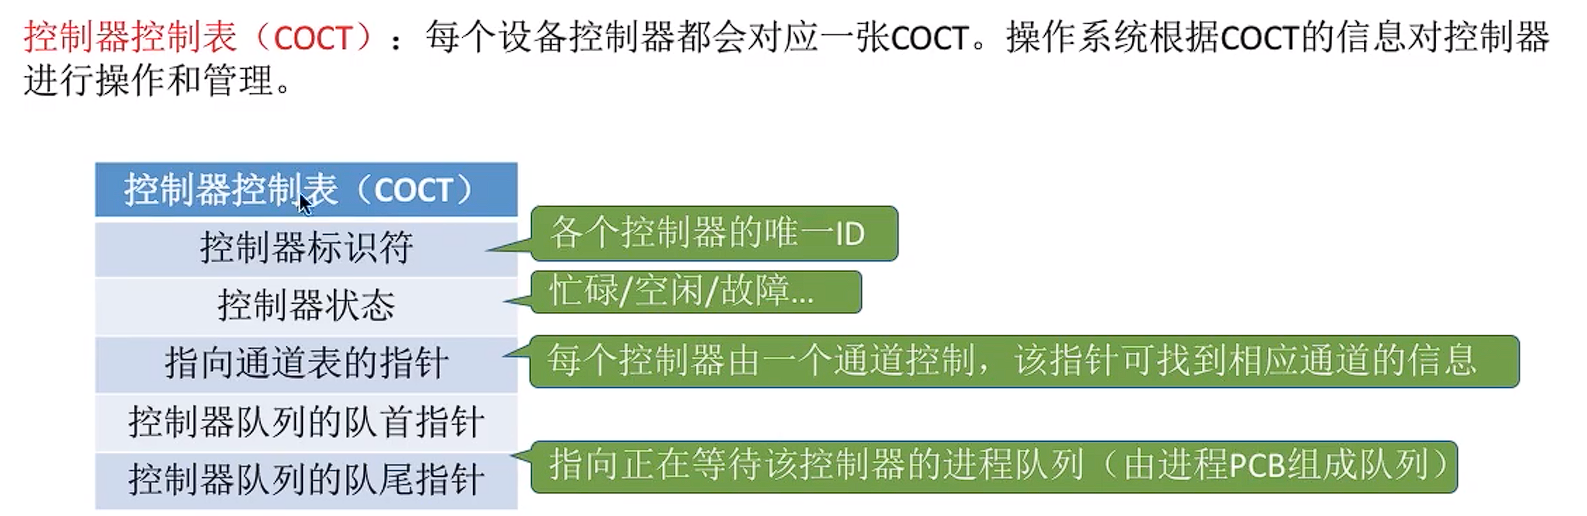 控制器控制表（COCT）：每个设备控制器都会对应一张COCT。操作系统根据COCT的信息对控制器
进行操作和管理。
控制器控制表（COCT）
控制器标识符
各个控制器的唯一ID
控制器状态
忙碌/空闲/故障...
指向通道表的指针
每个控制器由一个通道控制，该指针可找到相应通道的信息
控制器队列的队首指针
控制器队列的队尾指针
指向正在等待该控制器的进程队列（由进程PCB组成队列）